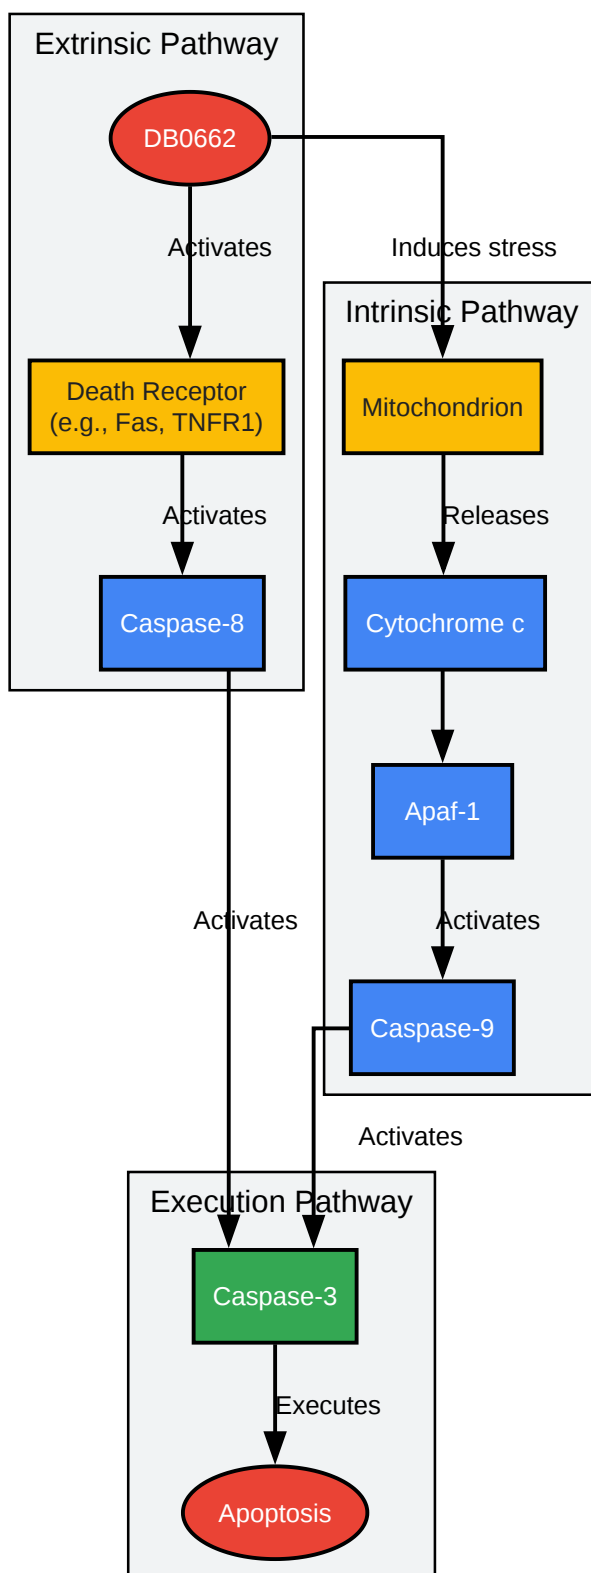 Extrinsic Pathway
DB0662
Activates
Induces stress
Intrinsic Pathway
Death Receptor
(e.g., Fas, TNFR1)
Mitochondrion
Activates
Releases
Caspase-8
Cytochrome c
Apaf-1
Activates
Activates
Caspase-9
Activates
Execution Pathway
Caspase-3
Executes
Apoptosis